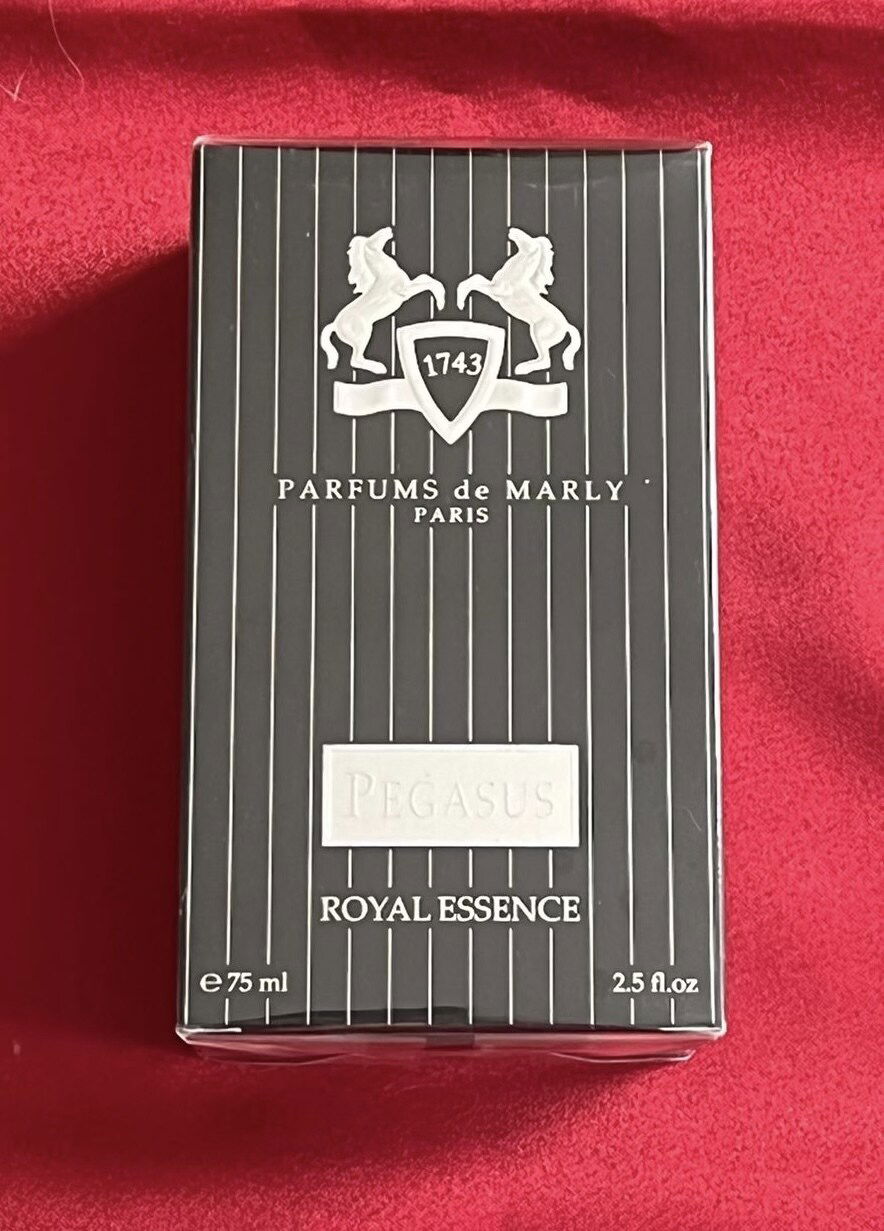 1743
PARFUMS de MARLY
PARIS
PEGASUS
ROYAL ESSENCE
℮ 75 ml 2.5 fl.oz